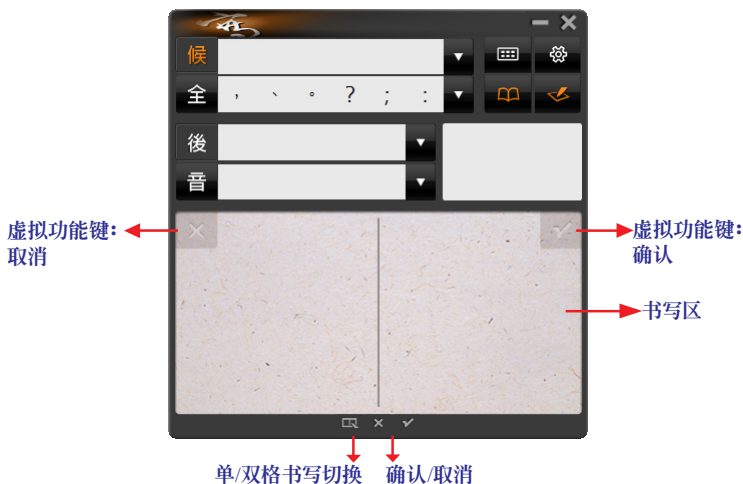 候
全 , 、 。 ? ; :
後
音
虚拟功能键:
取消
虚拟功能键:
确认
书写区
单/双格书写切换 确认/取消